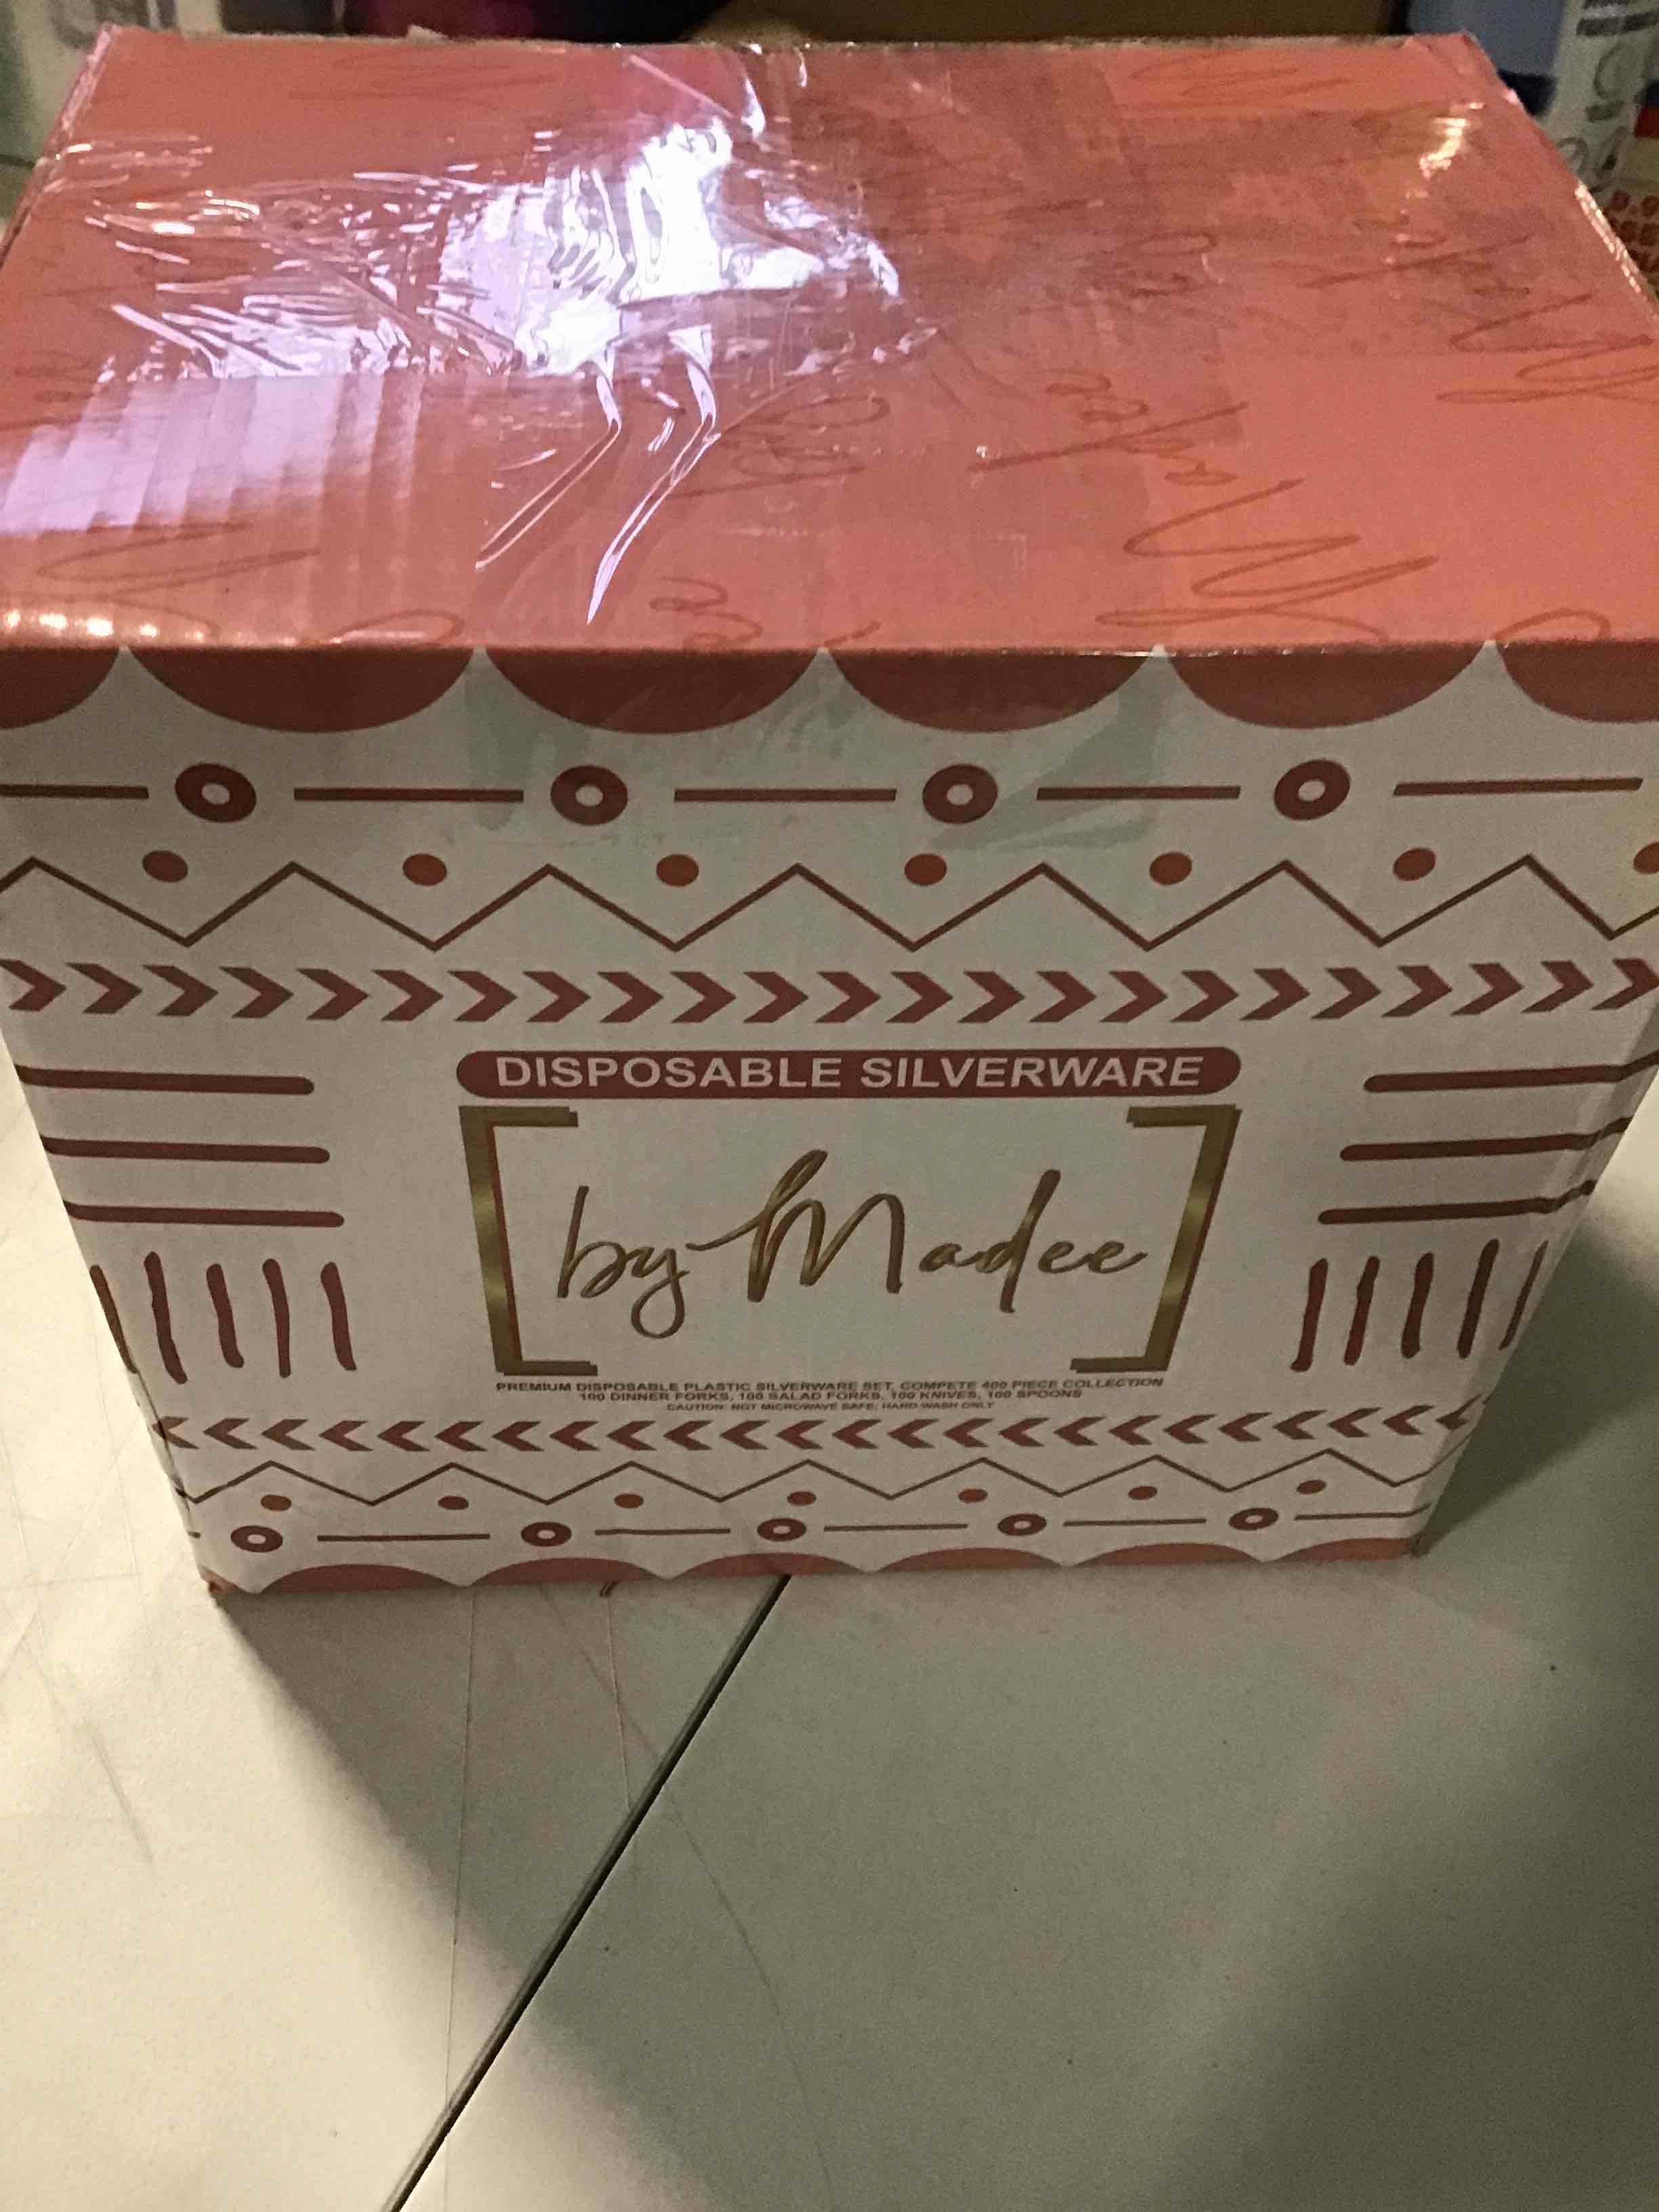 DISPOSABLE SILVERWARE
by Madee
PREMIUM DISPOSABLE PLASTIC SILVERWARE SET, COMPETE 400 PIECE COLLECTION
100 DINNER FORKS, 100 SALAD FORKS, 100 KNIVES, 100 SPOONS
CAUTION: NOT MICROWAVE SAFE; HAND WASH ONLY